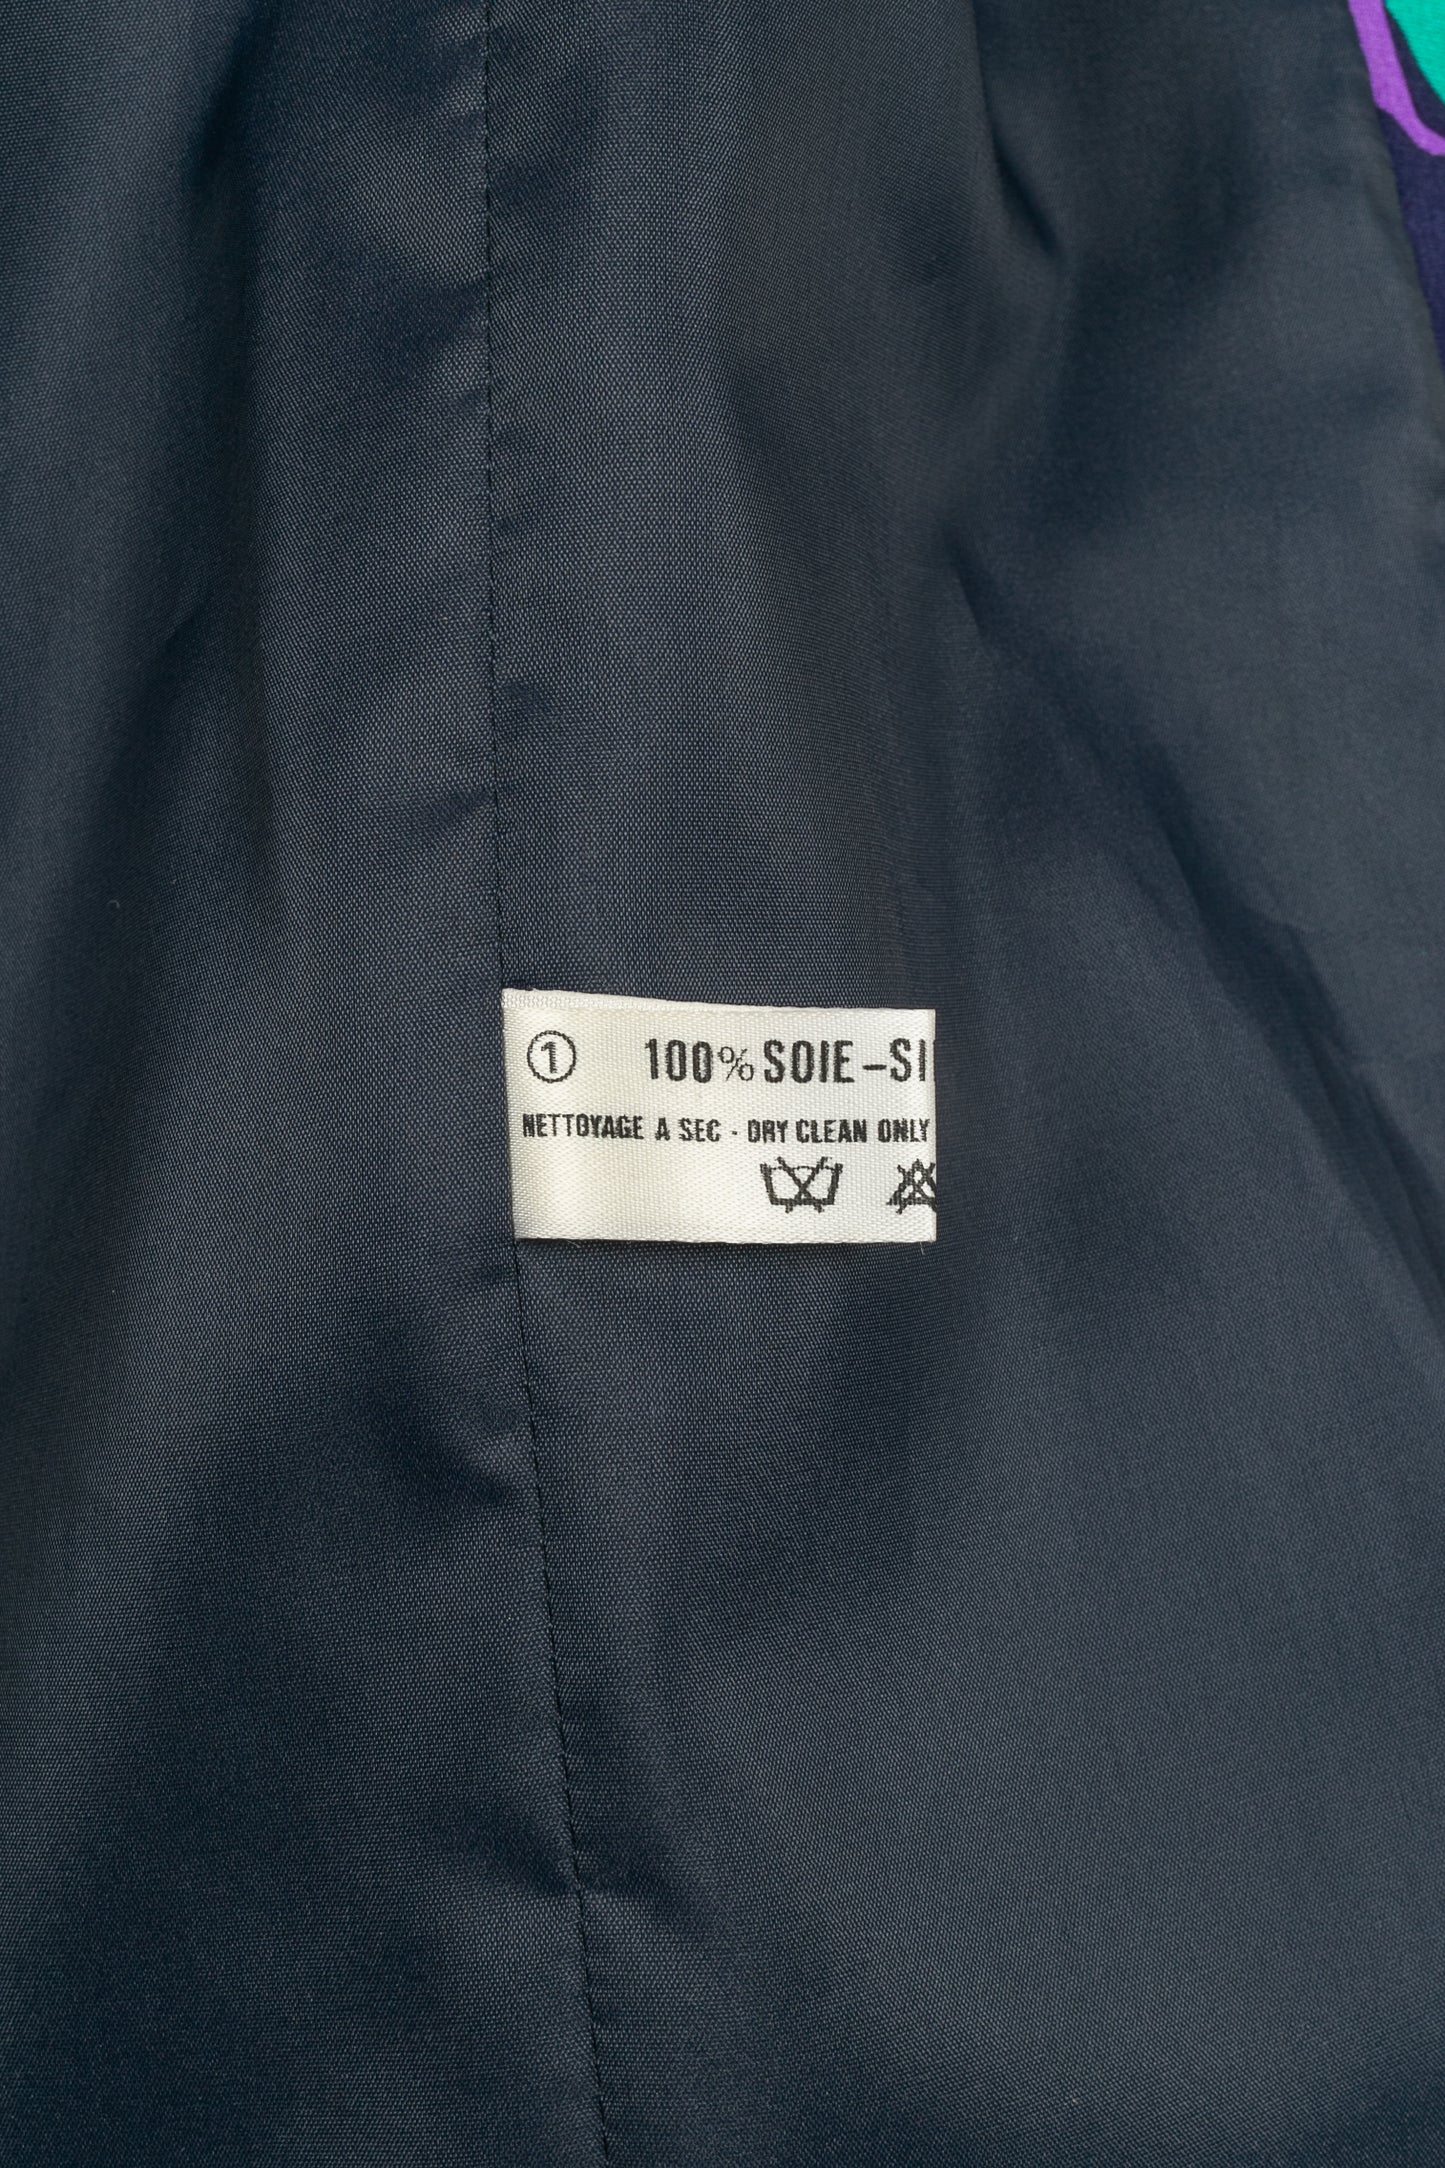 ① 100% SOIE – SI
NETTOYAGE A SEC - DRY CLEAN ONLY